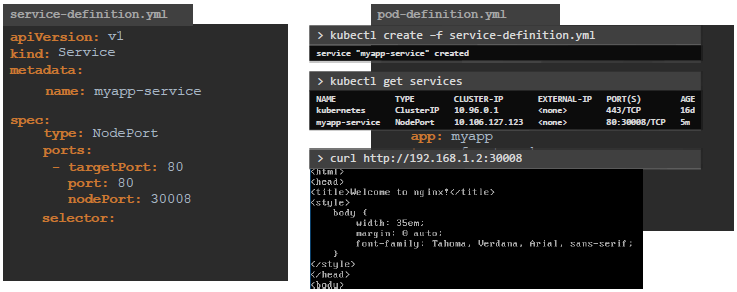 service-definition.yml
apiVersion: v1
kind: Service
metadata:
name: myapp-service
spec:
type: NodePort
ports:
- targetPort: 80
port: 80
nodePort: 30008
selector:
pod-definition.yml
> kubectl create –f service-definition.yml
service "myapp-service" created
> kubectl get services
NAME TYPE CLUSTER-IP EXTERNAL-IP PORT(S) AGE
kubernetes ClusterIP 10.96.0.1 <none> 443/TCP 16d
myapp-service NodePort 10.106.127.123 <none> 80:30008/TCP 5m
app: myapp
> curl http://192.168.1.2:30008
<html>
<head>
<title>Welcome to nginx!</title>
<style>
body {
width: 35em;
margin: 0 auto;
font-family: Tahoma, Verdana, Arial, sans-serif;
}
</style>
</head>
<body>